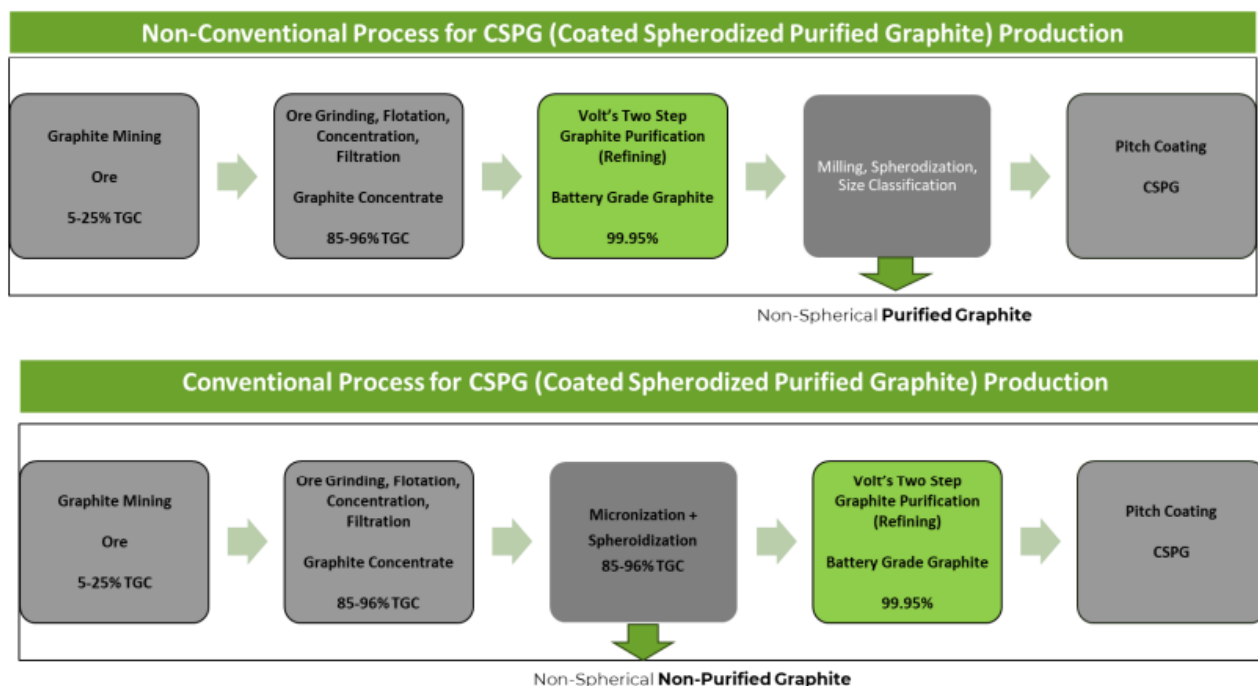 Non-Conventional Process for CSPG (Coated Spherodized Purified Graphite) Production
Graphite Mining
Ore
5-25% TGC
Ore Grinding, Flotation,
Concentration,
Filtration
Graphite Concentrate
85-96% TGC
Volt's Two Step
Graphite Purification
(Refining)
Battery Grade Graphite
99.95%
Milling, Spherodization,
Size Classification
Pitch Coating
CSPG
Non-Spherical Purified Graphite
Conventional Process for CSPG (Coated Spherodized Purified Graphite) Production
Graphite Mining
Ore
5-25% TGC
Ore Grinding, Flotation,
Concentration,
Filtration
Graphite Concentrate
85-96% TGC
Micronization +
Spheroidization
85-96% TGC
Volt's Two Step
Graphite Purification
(Refining)
Battery Grade Graphite
99.95%
Pitch Coating
CSPG
Non-Spherical Non-Purified Graphite